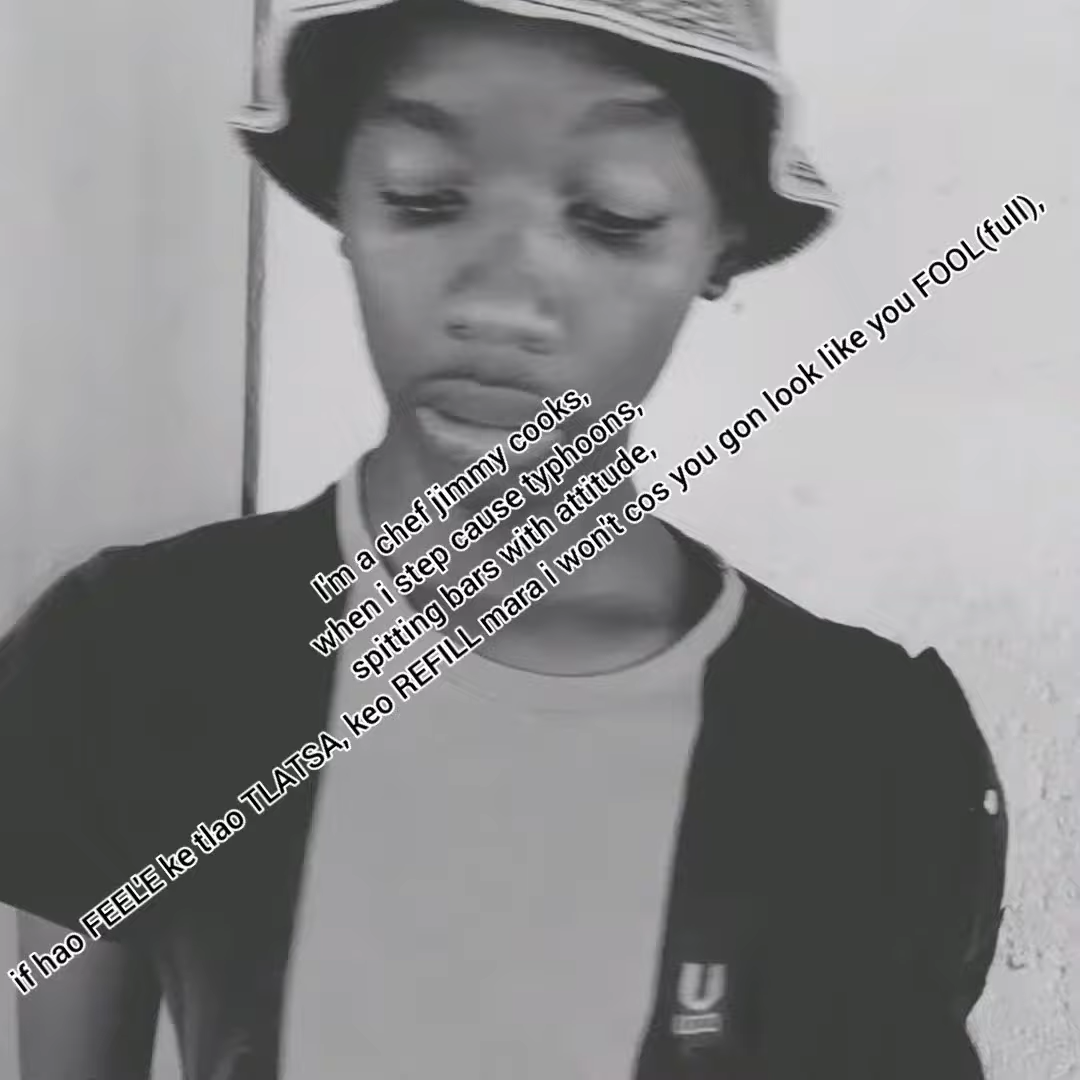 I'm a chef jimmy cooks,
when i step cause typhoons,
spitting bars with attitude,
if hao FEEL'E ke tlao TLATSA, keo REFILL mara i won't cos you gon look like you FOOL(full),
U